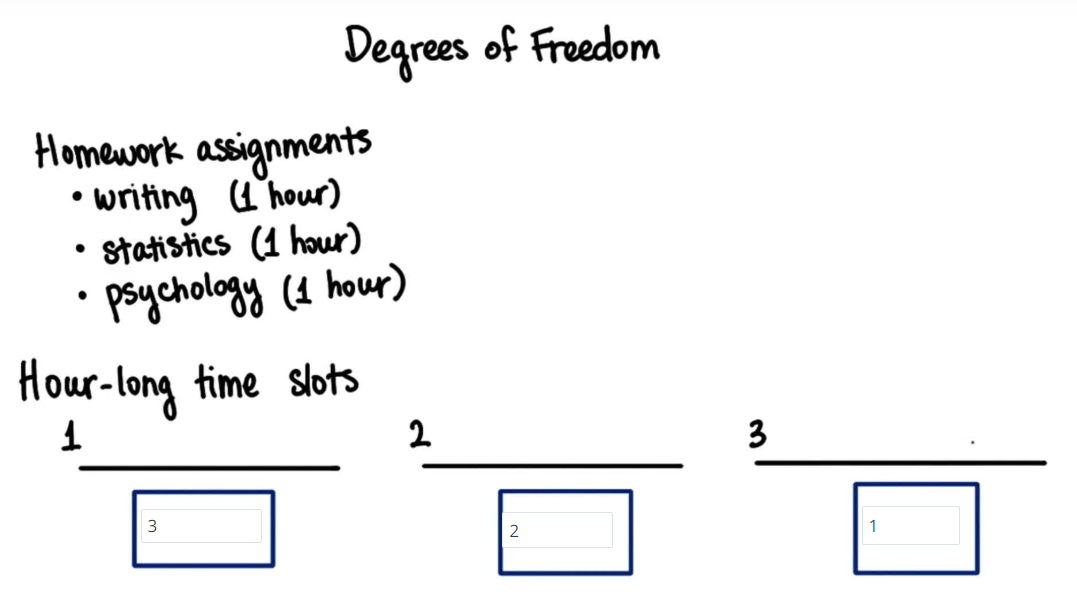 Degrees of Freedom
Homework assignments
• writing (1 hour)
• statistics (1 hour)
• psychology (1 hour)
Hour-long time slots
1 2 3
3 2 1